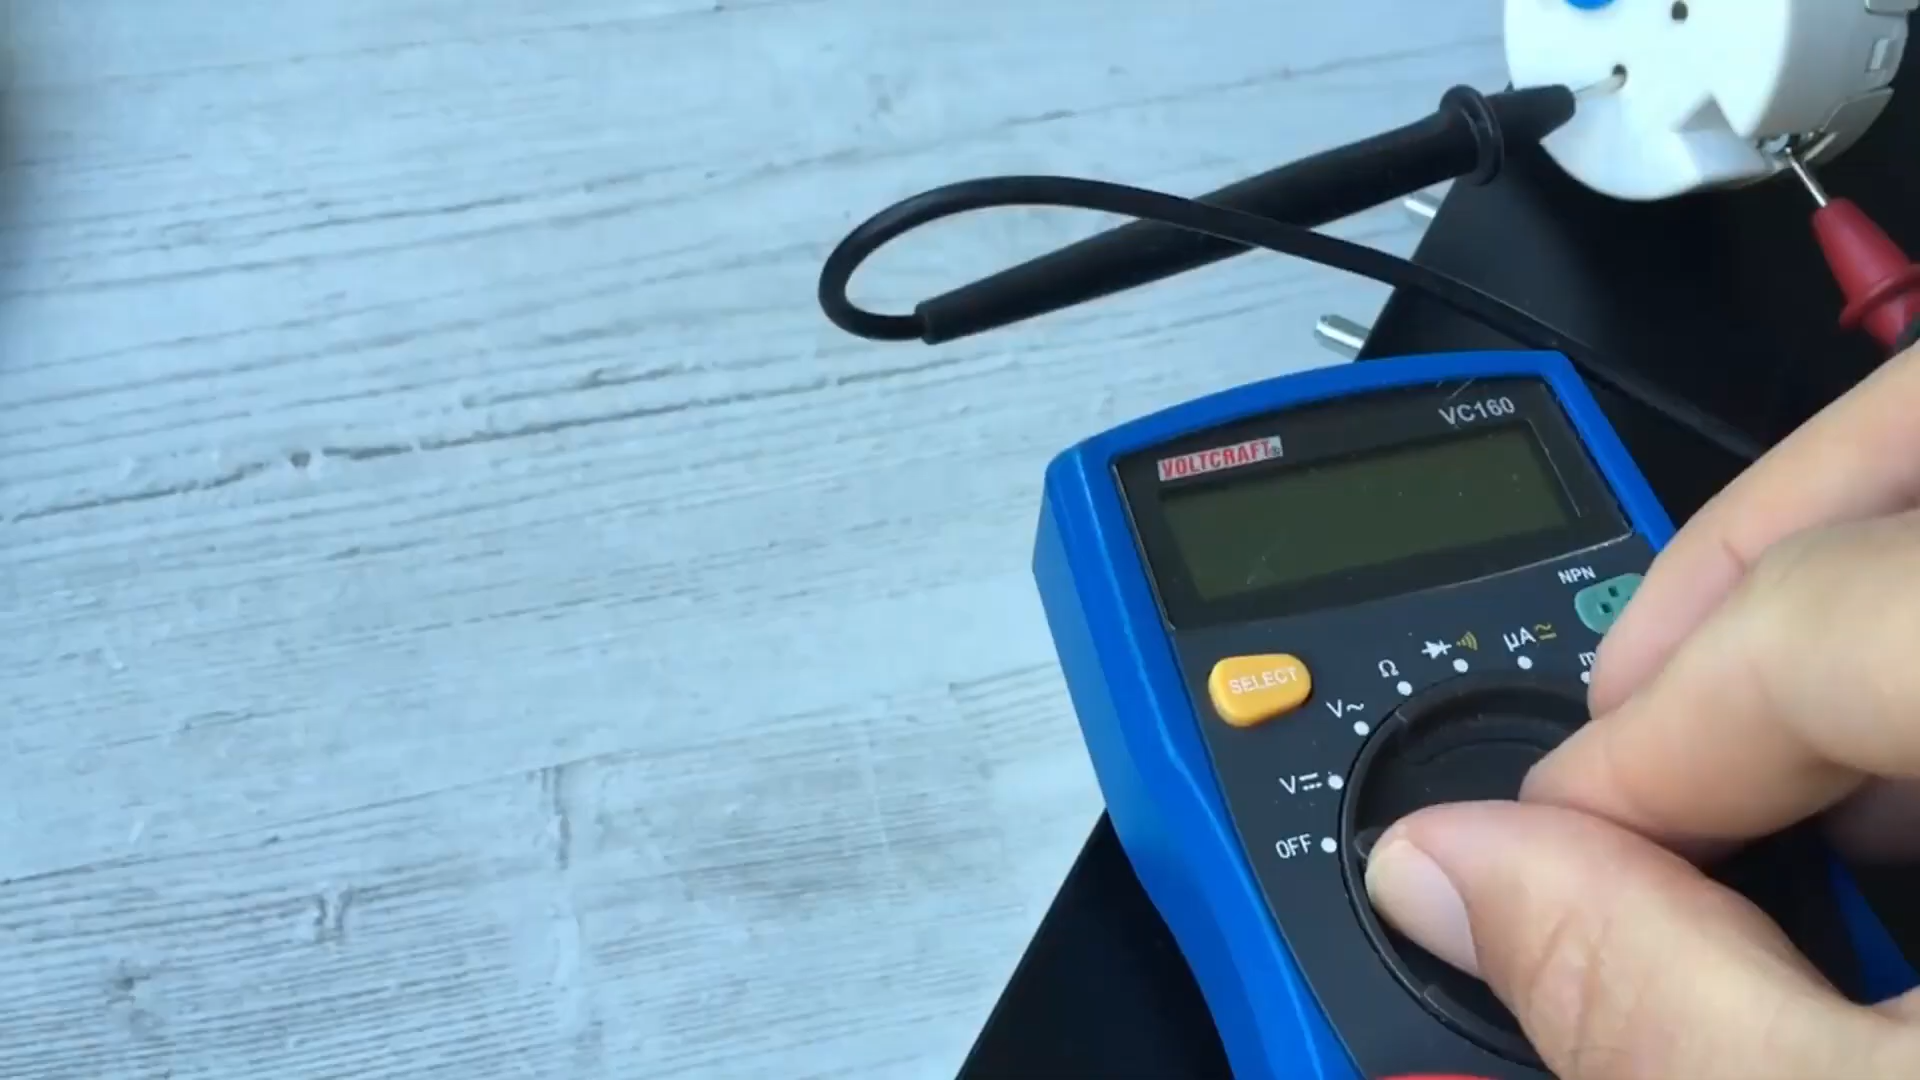 VC160
VOLTCRAFT®
NPN
SELECT
Ω
µA
V~
V
OFF